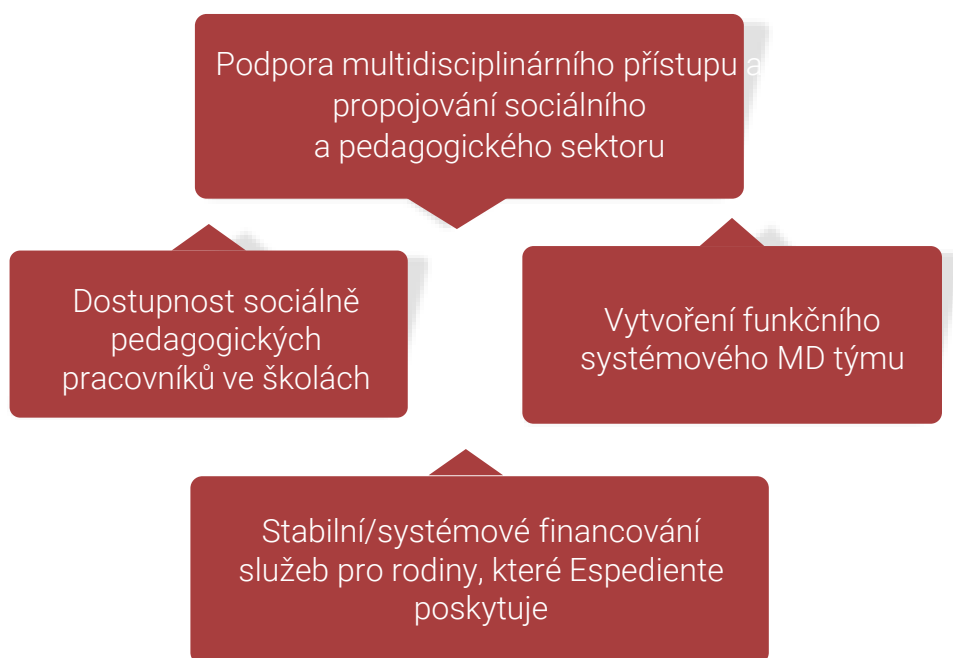 Podpora multidisciplinárního přístupu a
propojování sociálního
a pedagogického sektoru
Dostupnost sociálně
pedagogických
pracovníků ve školách
Vytvoření funkčního
systémového MD týmu
Stabilní/systémové financování
služeb pro rodiny, které Espediente
poskytuje